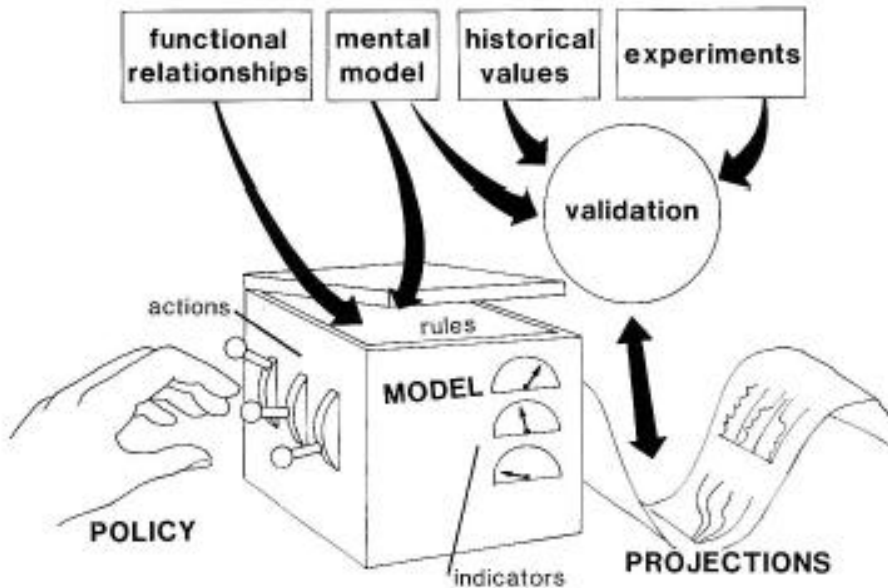 functional
relationships
mental
model
historical
values
experiments
validation
actions
rules
MODEL
POLICY
PROJECTIONS
indicators